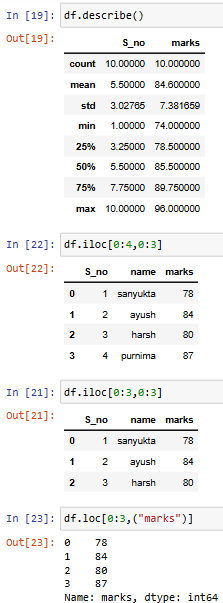 In [19]: df.describe()
Out[19]:
S_no marks
count 10.00000 10.000000
mean 5.50000 84.600000
std 3.02765 7.381659
min 1.00000 74.000000
25% 3.25000 78.500000
50% 5.50000 85.500000
75% 7.75000 89.750000
max 10.00000 96.000000
In [22]: df.iloc[0:4,0:3]
Out[22]:
S_no name marks
0 1 sanyukta 78
1 2 ayush 84
2 3 harsh 80
3 4 purnima 87
In [21]: df.iloc[0:3,0:3]
Out[21]:
S_no name marks
0 1 sanyukta 78
1 2 ayush 84
2 3 harsh 80
In [23]: df.loc[0:3,("marks")]
Out[23]: 0 78
1 84
2 80
3 87
Name: marks, dtype: int64